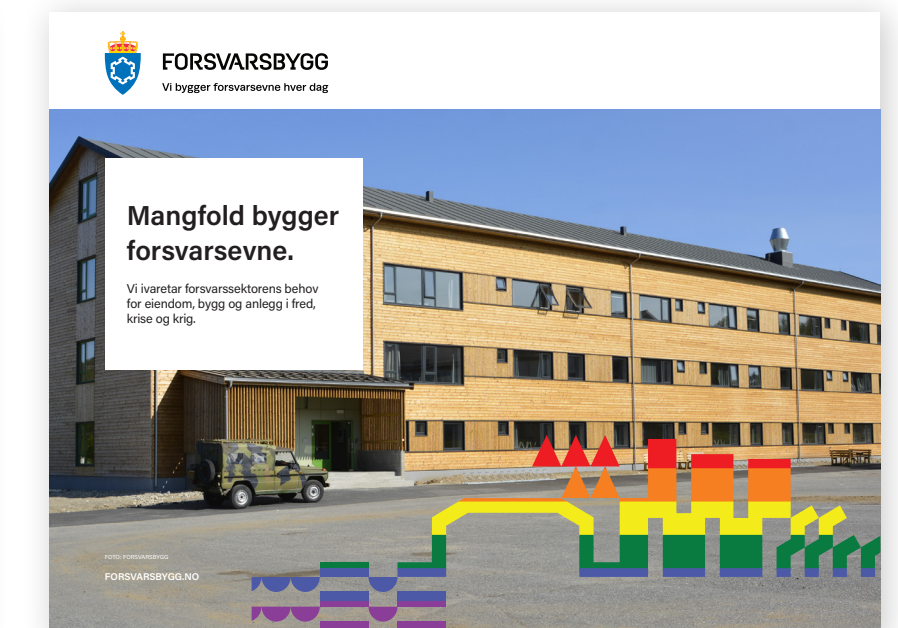 FORSVARSBYGG
Vi bygger forsvarsevne hver dag
Mangfold bygger
forsvarsevne.
Vi ivaretar forsvarssektorens behov
for eiendom, bygg og anlegg i fred,
krise og krig.
FOTO: FORSVARSBYGG
FORSVARSBYGG.NO